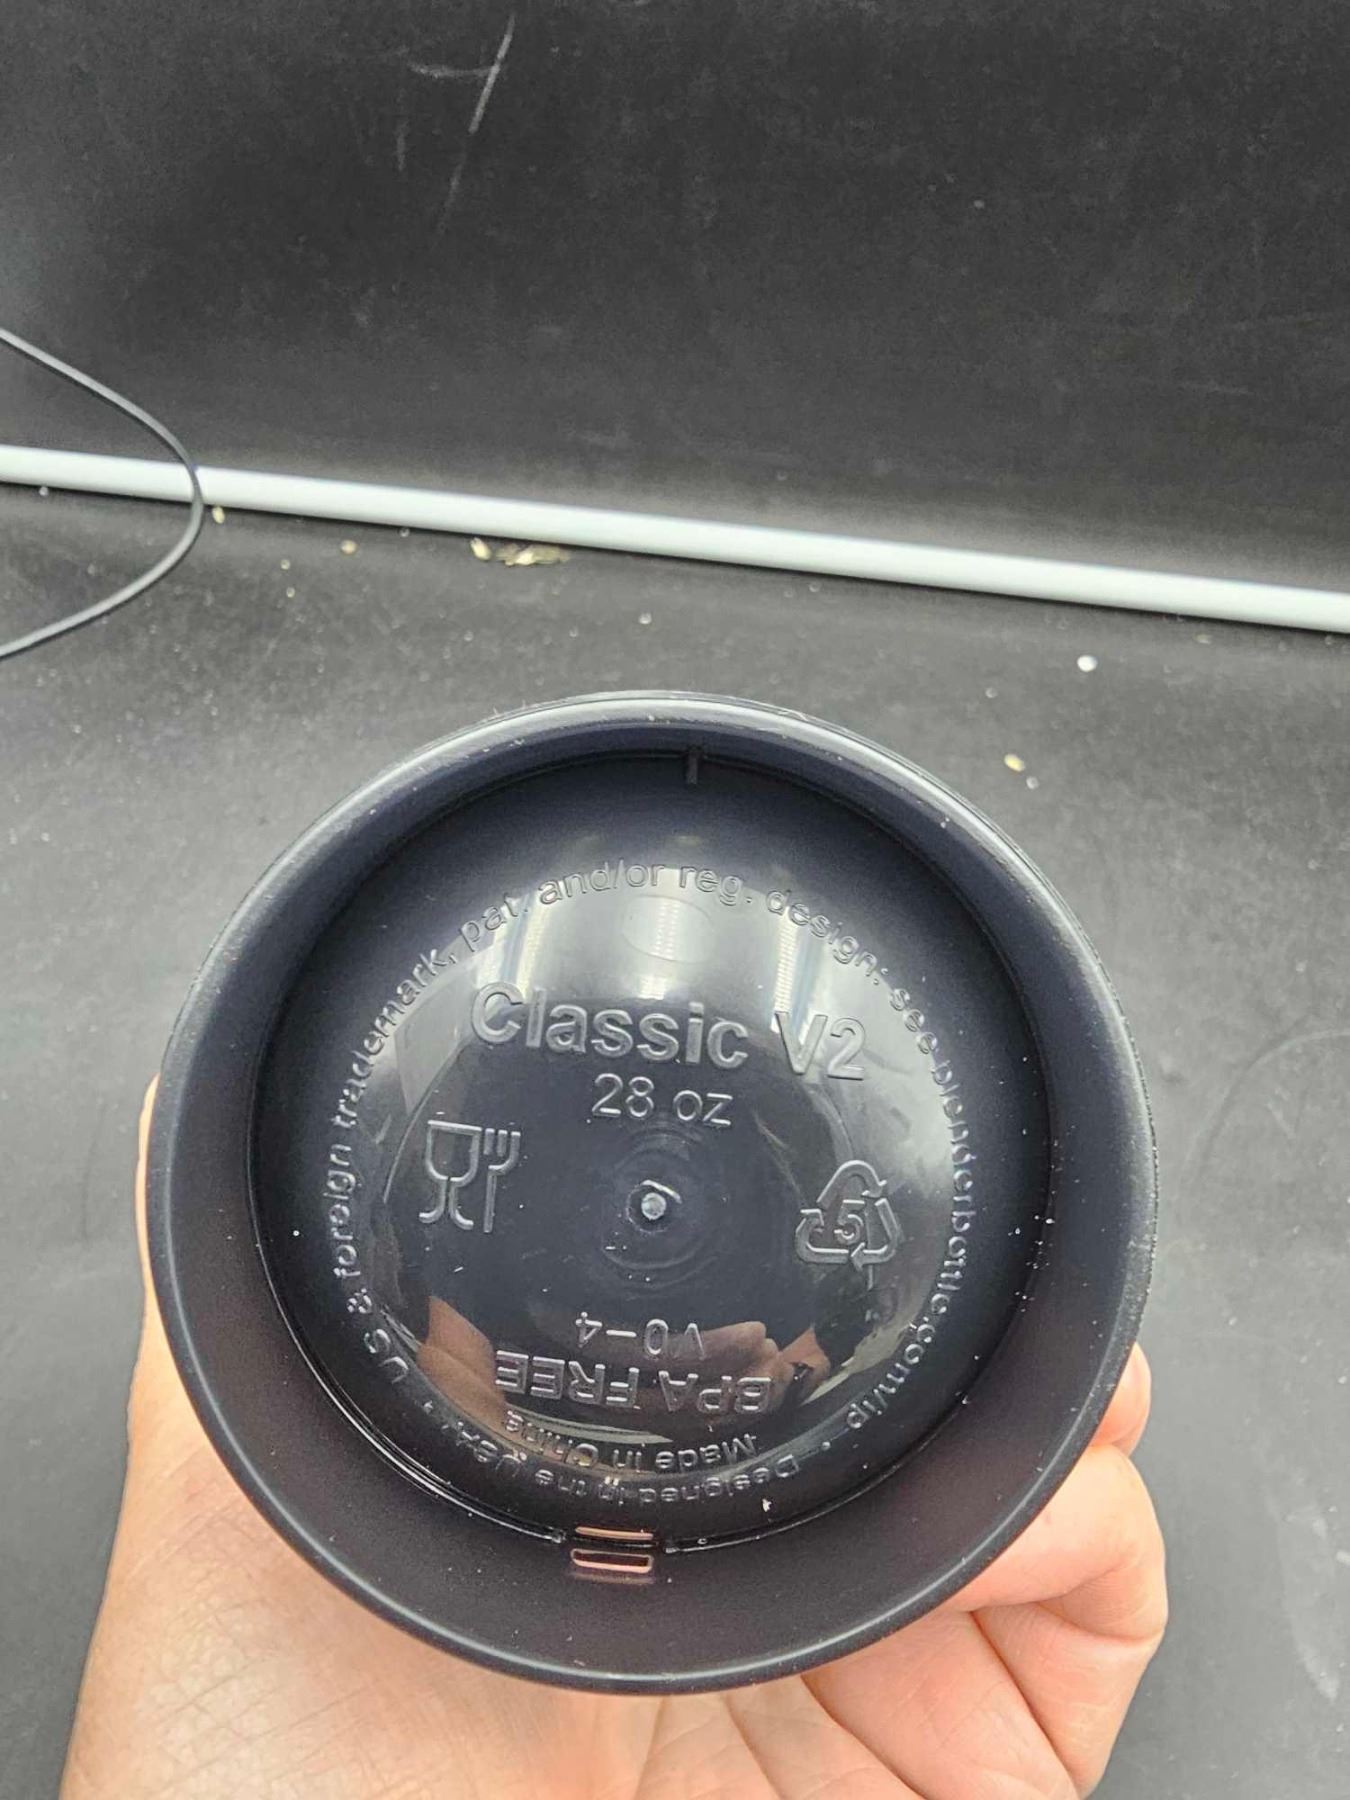 US & foreign trademark, pat. and/or reg. design: see blenderbottle.com/ip
Classic V2
28 oz
5
V0-4
BPA FREE
Made in China
Designed in the USA